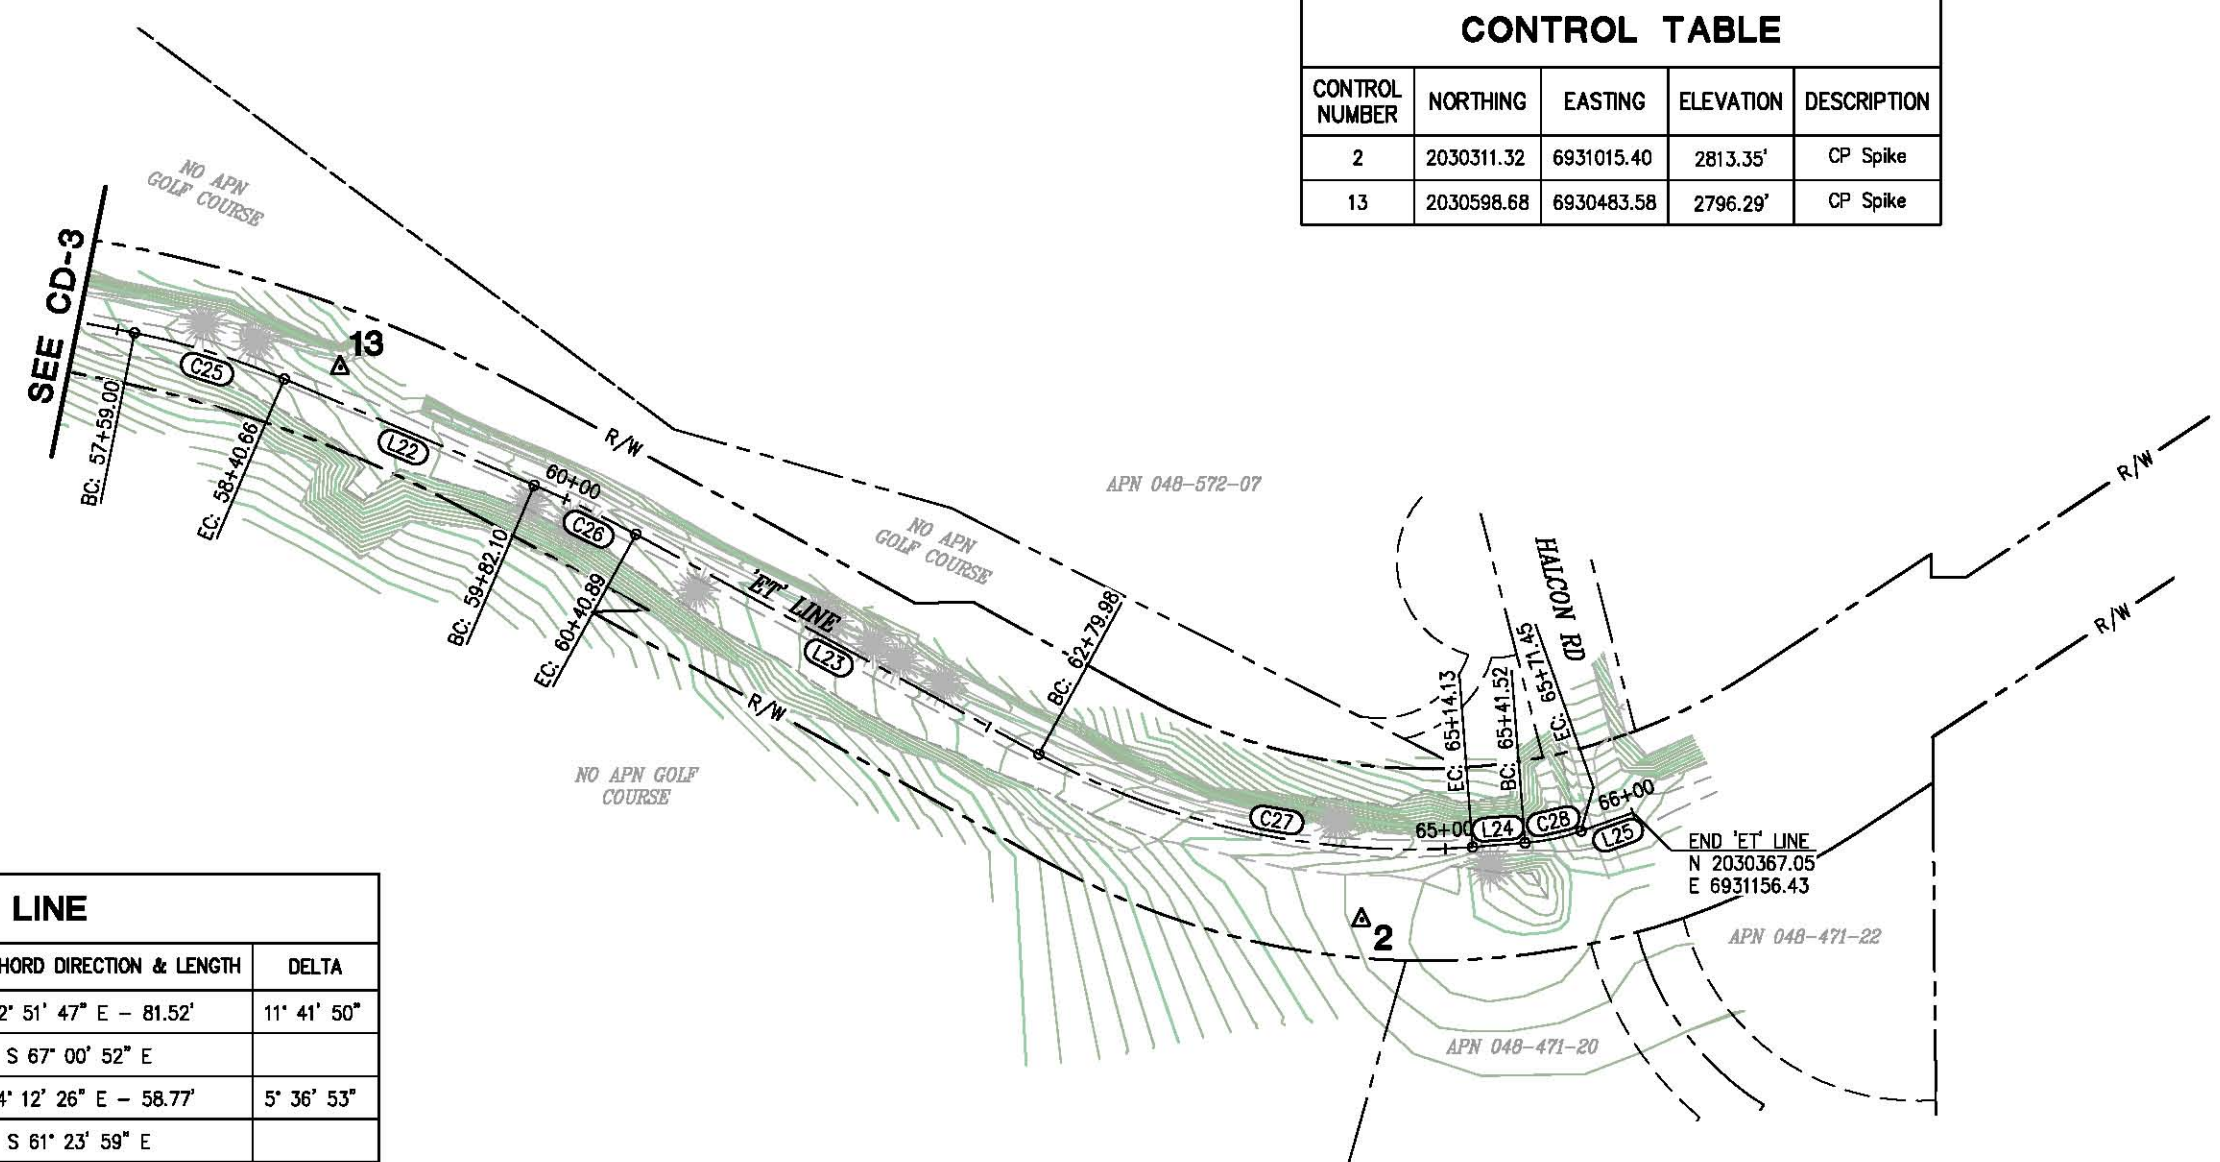 CONTROL TABLE
CONTROL NUMBER NORTHING EASTING ELEVATION DESCRIPTION
2 2030311.32 6931015.40 2813.35' CP Spike
13 2030598.68 6930483.58 2796.29' CP Spike
NO APN
GOLF COURSE
SEE CD-3
13
C25
BC: 57+59.00
EC: 58+40.66
L22
R/W
60+00
C26
BC: 59+82.10
EC: 60+40.89
'ET' LINE
L23
R/W
NO APN
GOLF COURSE
APN 048-572-07
BC: 62+79.98
HALCON RD
R/W
R/W
EC: 65+14.13
BC: 65+41.52
EC: 65+71.45
NO APN GOLF
COURSE
C27
65+00
L24
C28
66+00
L25
END 'ET' LINE
N 2030367.05
E 6931156.43
2
APN 048-471-22
APN 048-471-20
LINE
HORD DIRECTION & LENGTH DELTA
2° 51' 47" E - 81.52' 11° 41' 50"
S 67° 00' 52" E
4° 12' 26" E - 58.77' 5° 36' 53"
S 61° 23' 59" E